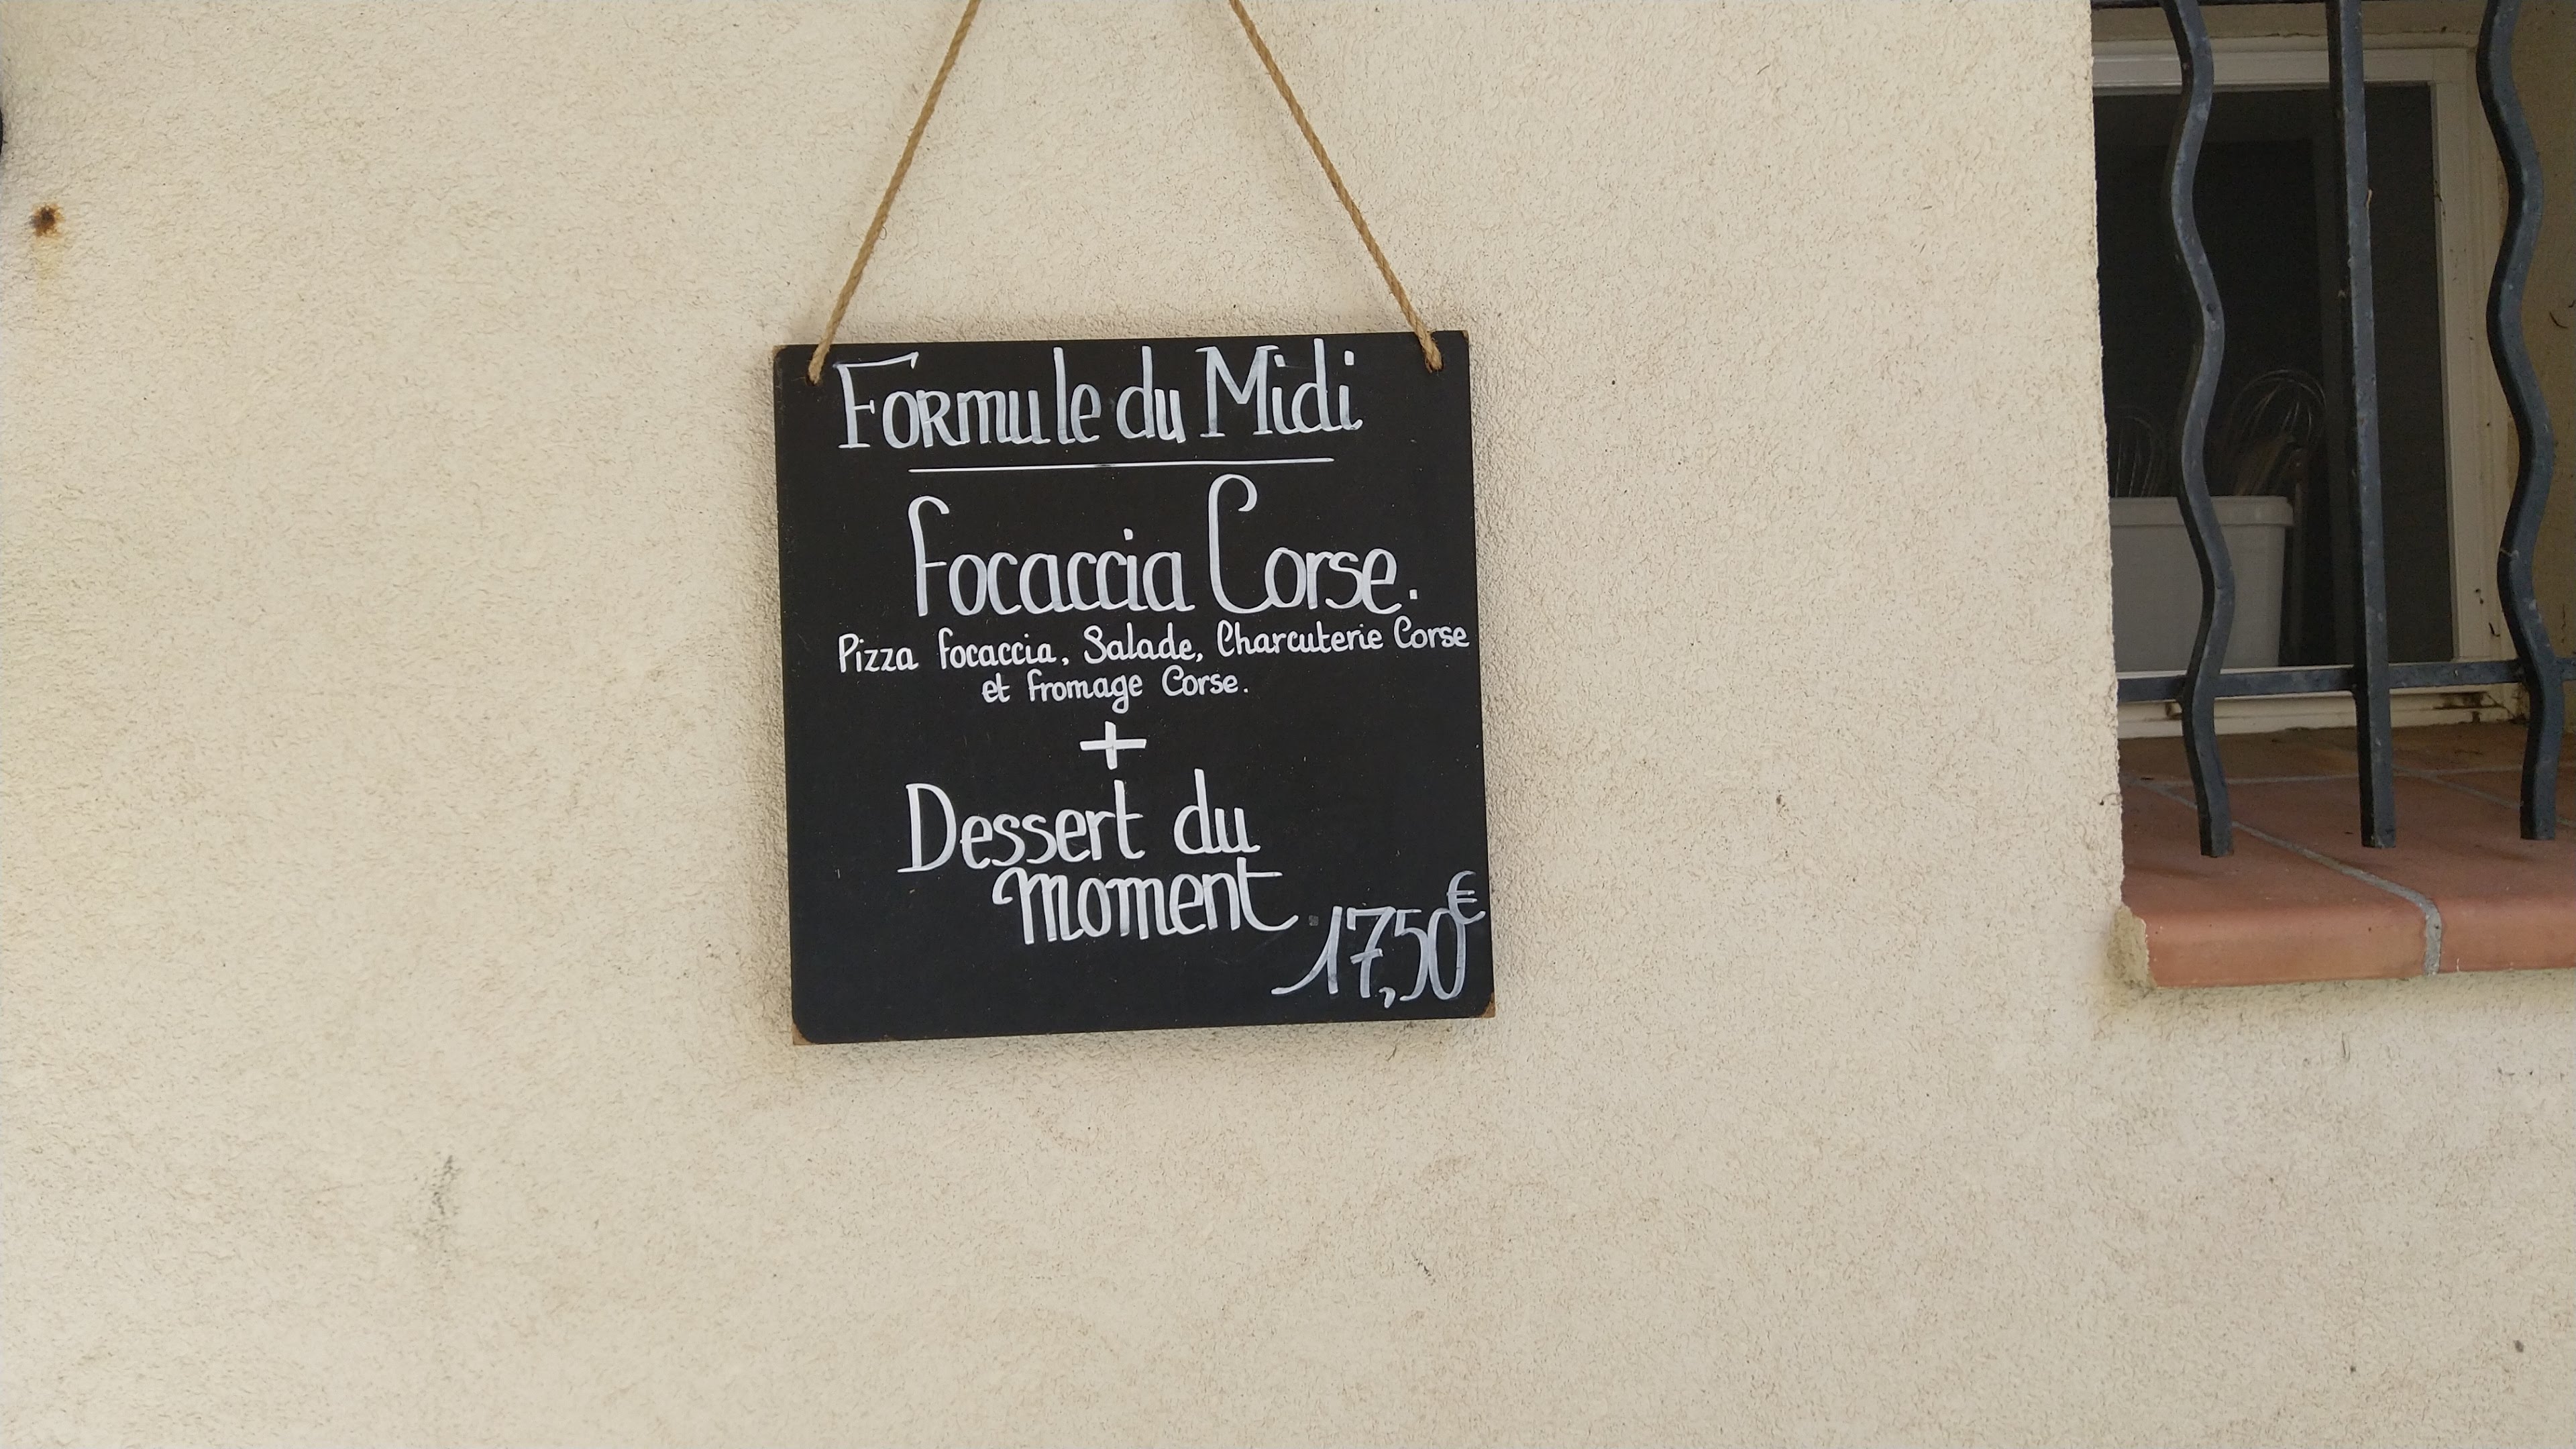 Formule du Midi
Focaccia Corse.
Pizza focaccia, Salade, Charcuterie Corse
et fromage Corse.
+
Dessert du
moment
17,50€